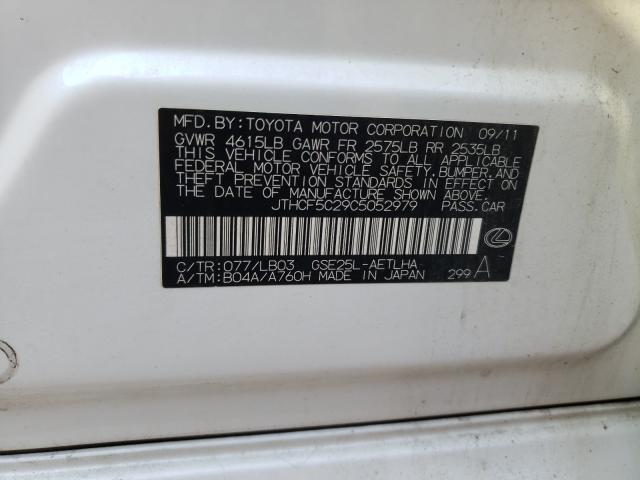 MFD. BY: TOYOTA MOTOR CORPORATION 09/11
GVWR 4615LB GAWR FR 2575LB RR 2535LB
THIS VEHICLE CONFORMS TO ALL APPLICABLE
FEDERAL MOTOR VEHICLE SAFETY, BUMPER, AND
THEFT PREVENTION STANDARDS IN EFFECT ON
THE DATE OF MANUFACTURE SHOWN ABOVE.
JTHCF5C29C5052979 PASS. CAR
C/TR: 077/LB03 GSE25L-AETLHA
A/TM: B04A/A760H MADE IN JAPAN 299 A